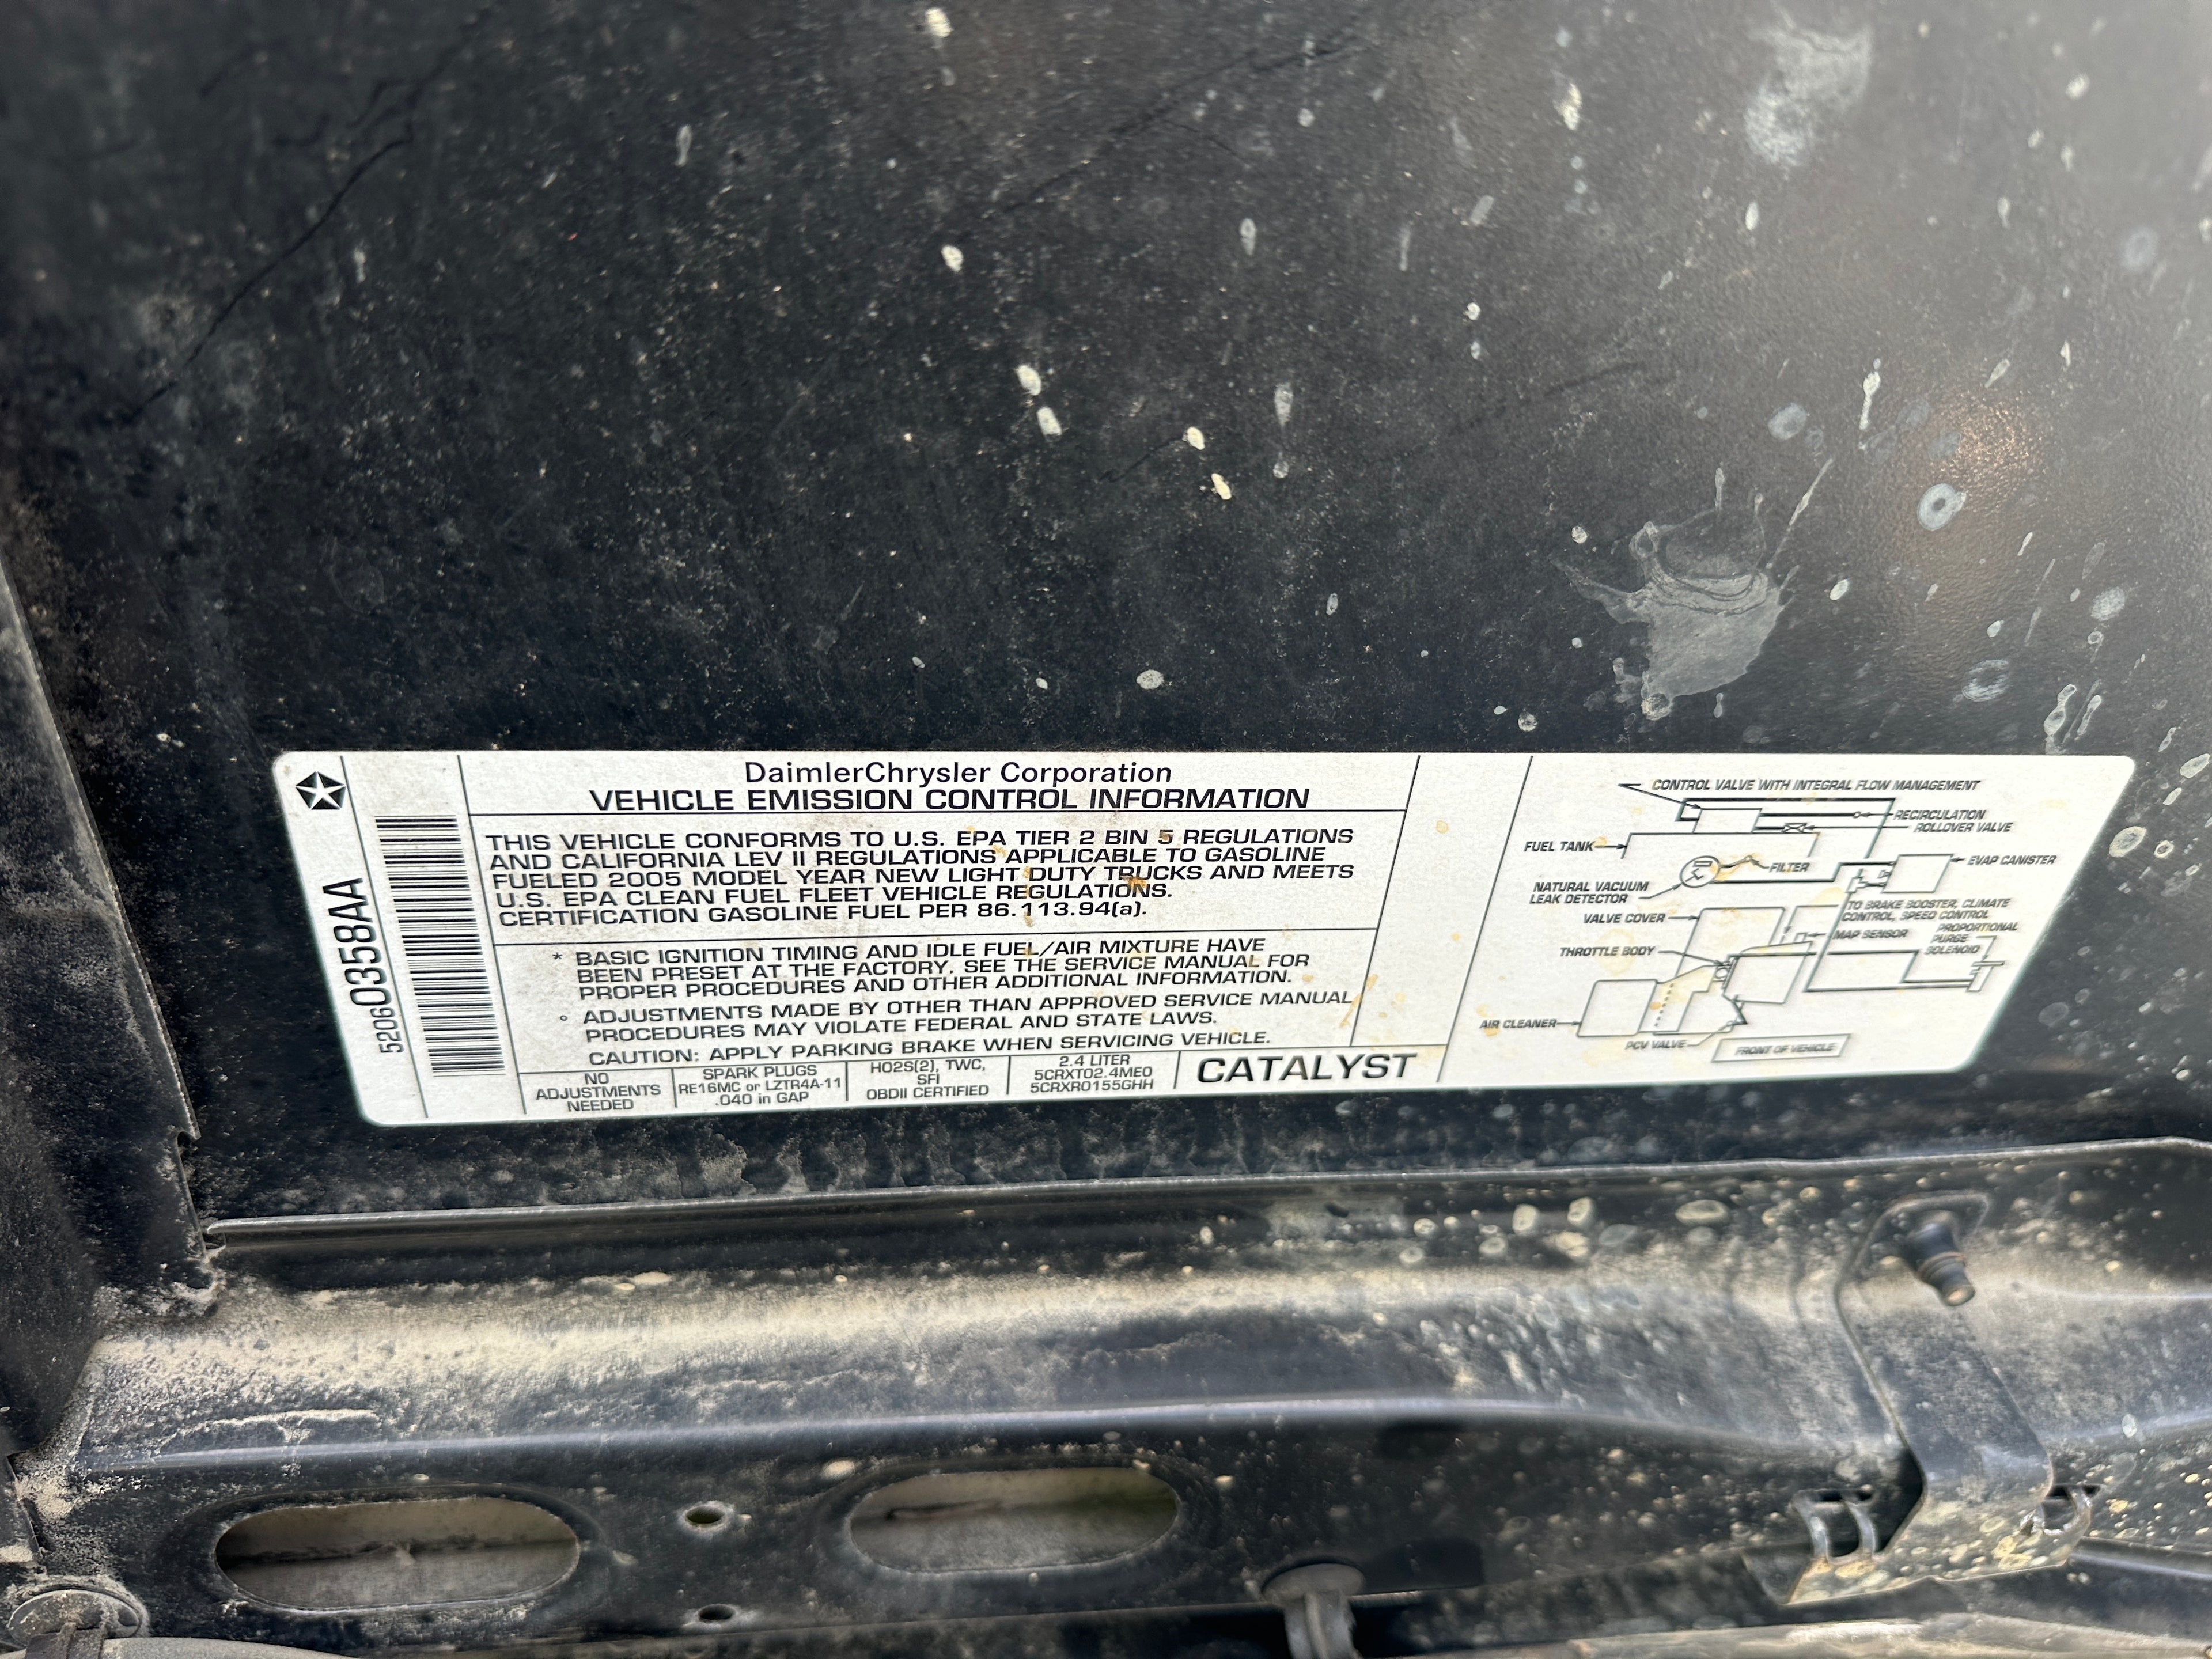 DaimlerChrysler Corporation
VEHICLE EMISSION CONTROL INFORMATION
THIS VEHICLE CONFORMS TO U.S. EPA TIER 2 BIN 5 REGULATIONS
AND CALIFORNIA LEV II REGULATIONS APPLICABLE TO GASOLINE
FUELED 2005 MODEL YEAR NEW LIGHT DUTY TRUCKS AND MEETS
U.S. EPA CLEAN FUEL FLEET VEHICLE REGULATIONS.
CERTIFICATION GASOLINE FUEL PER 86.113.94(a).
* BASIC IGNITION TIMING AND IDLE FUEL/AIR MIXTURE HAVE
BEEN PRESET AT THE FACTORY. SEE THE SERVICE MANUAL FOR
PROPER PROCEDURES AND OTHER ADDITIONAL INFORMATION.
° ADJUSTMENTS MADE BY OTHER THAN APPROVED SERVICE MANUAL
PROCEDURES MAY VIOLATE FEDERAL AND STATE LAWS.
CAUTION: APPLY PARKING BRAKE WHEN SERVICING VEHICLE.
NO
ADJUSTMENTS
NEEDED
SPARK PLUGS
RE16MC or LZTR4A-11
.040 in GAP
HO2S(2), TWC,
SFI
OBDII CERTIFIED
2.4 LITER
5CRXT02.4ME0
5CRXR0155GHH
CATALYST
52060358AA
CONTROL VALVE WITH INTEGRAL FLOW MANAGEMENT
RECIRCULATION
ROLLOVER VALVE
FUEL TANK
FILTER
EVAP CANISTER
NATURAL VACUUM
LEAK DETECTOR
TO BRAKE BOOSTER, CLIMATE
CONTROL, SPEED CONTROL
VALVE COVER
MAP SENSOR
PROPORTIONAL
PURGE
SOLENOID
THROTTLE BODY
AIR CLEANER
PCV VALVE
FRONT OF VEHICLE